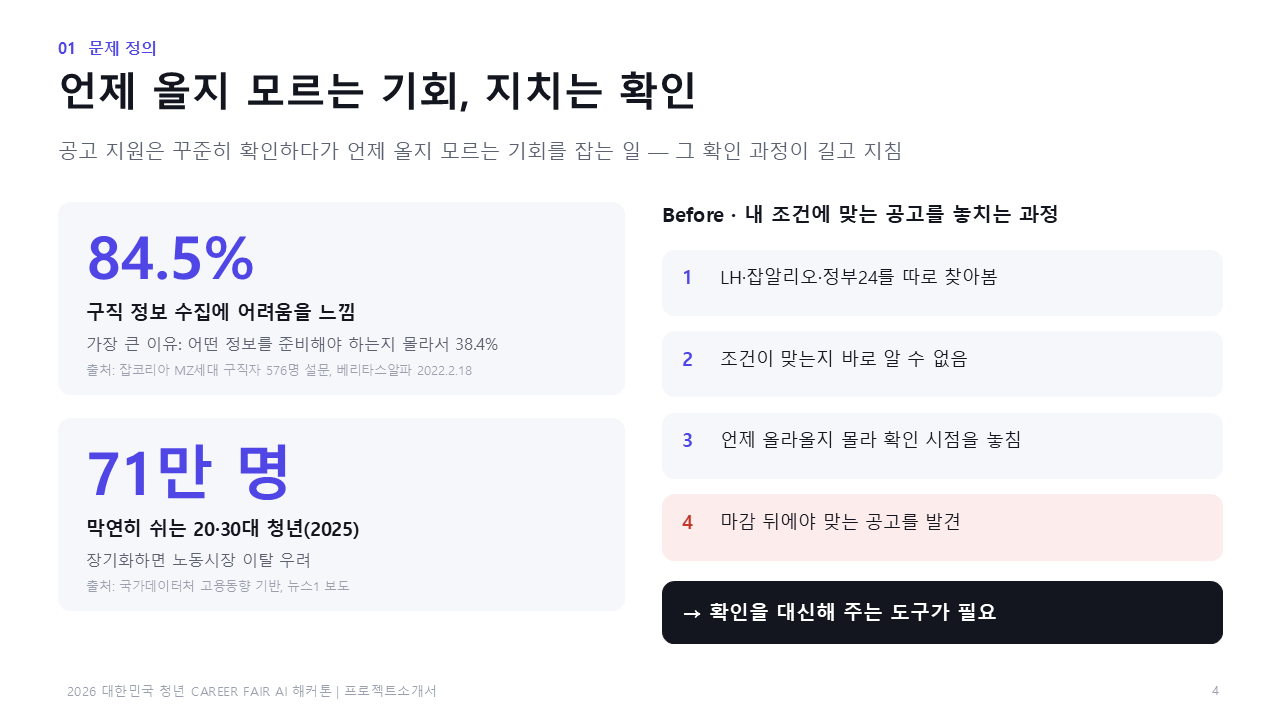 01 문제 정의
언제 올지 모르는 기회, 지치는 확인
공고 지원은 꾸준히 확인하다가 언제 올지 모르는 기회를 잡는 일 — 그 확인 과정이 길고 지침
84.5%
구직 정보 수집에 어려움을 느낌
가장 큰 이유: 어떤 정보를 준비해야 하는지 몰라서 38.4%
출처: 잡코리아 MZ세대 구직자 576명 설문, 베리타스알파 2022.2.18
71만 명
막연히 쉬는 20·30대 청년(2025)
장기화하면 노동시장 이탈 우려
출처: 국가데이터처 고용동향 기반, 뉴스1 보도
Before · 내 조건에 맞는 공고를 놓치는 과정
1 LH·잡알리오·정부24를 따로 찾아봄
2 조건이 맞는지 바로 알 수 없음
3 언제 올라올지 몰라 확인 시점을 놓침
4 마감 뒤에야 맞는 공고를 발견
→ 확인을 대신해 주는 도구가 필요
2026 대한민국 청년 CAREER FAIR AI 해커톤 | 프로젝트소개서
4